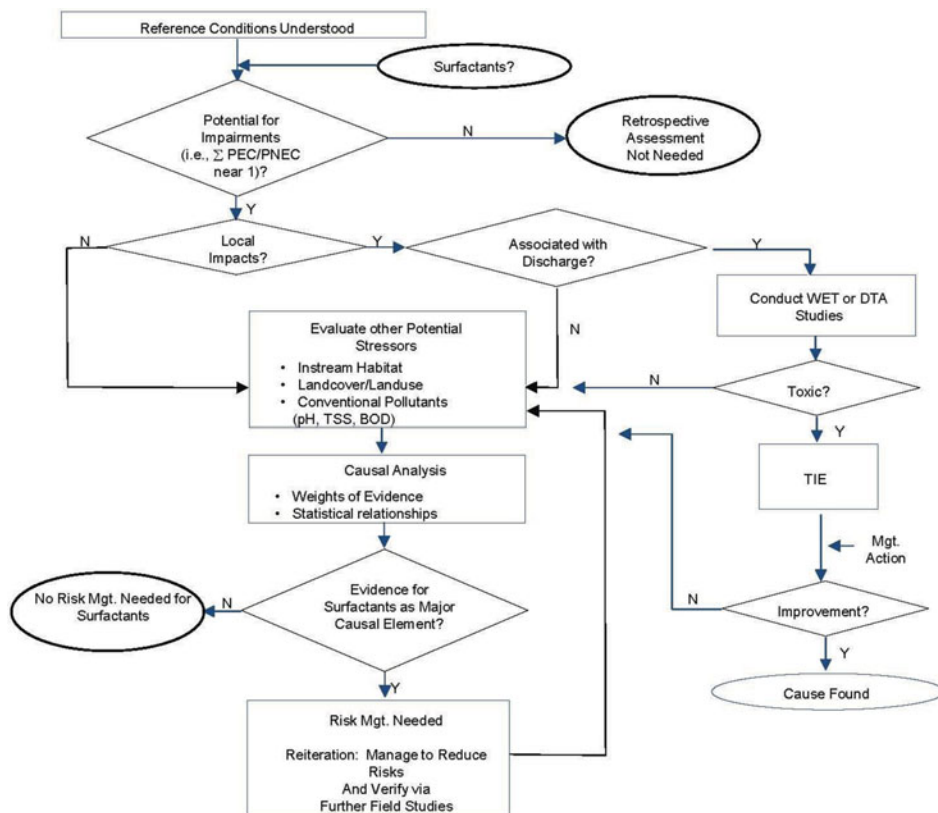 Reference Conditions Understood
Surfactants?
Potential for
Impairments
(i.e., Σ PEC/PNEC
near 1)?
N
Retrospective
Assessment
Not Needed
Y
Local
Impacts?
N
Y
Associated with
Discharge?
Y
N
Conduct WET or DTA
Studies
Evaluate other Potential
Stressors
• Instream Habitat
• Landcover/Landuse
• Conventional Pollutants
(pH, TSS, BOD)
Toxic?
N
Y
TIE
Mgt.
Action
Causal Analysis
• Weights of Evidence
• Statistical relationships
Improvement?
N
Y
Cause Found
Evidence for
Surfactants as Major
Causal Element?
N
No Risk Mgt. Needed for
Surfactants
Y
Risk Mgt. Needed
Reiteration: Manage to Reduce
Risks
And Verify via
Further Field Studies